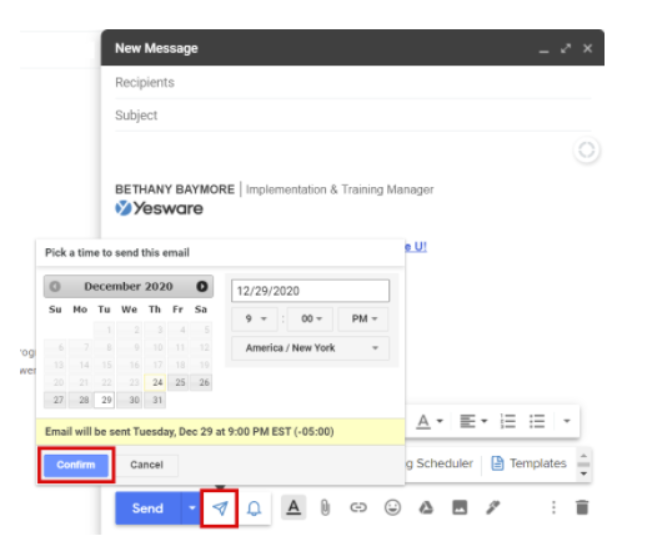 New Message
Recipients
Subject
BETHANY BAYMORE | Implementation & Training Manager
Yesware
U!
Pick a time to send this email
December 2020
12/29/2020
Su Mo Tu We Th Fr Sa
9 : 00 PM
1 2 3 4 5
America / New York
6 7 8 9 10 11 12
13 14 15 16 17 18 19
20 21 22 23 24 25 26
27 28 29 30 31
Email will be sent Tuesday, Dec 29 at 9:00 PM EST (-05:00)
A
Confirm Cancel
g Scheduler Templates
Send A